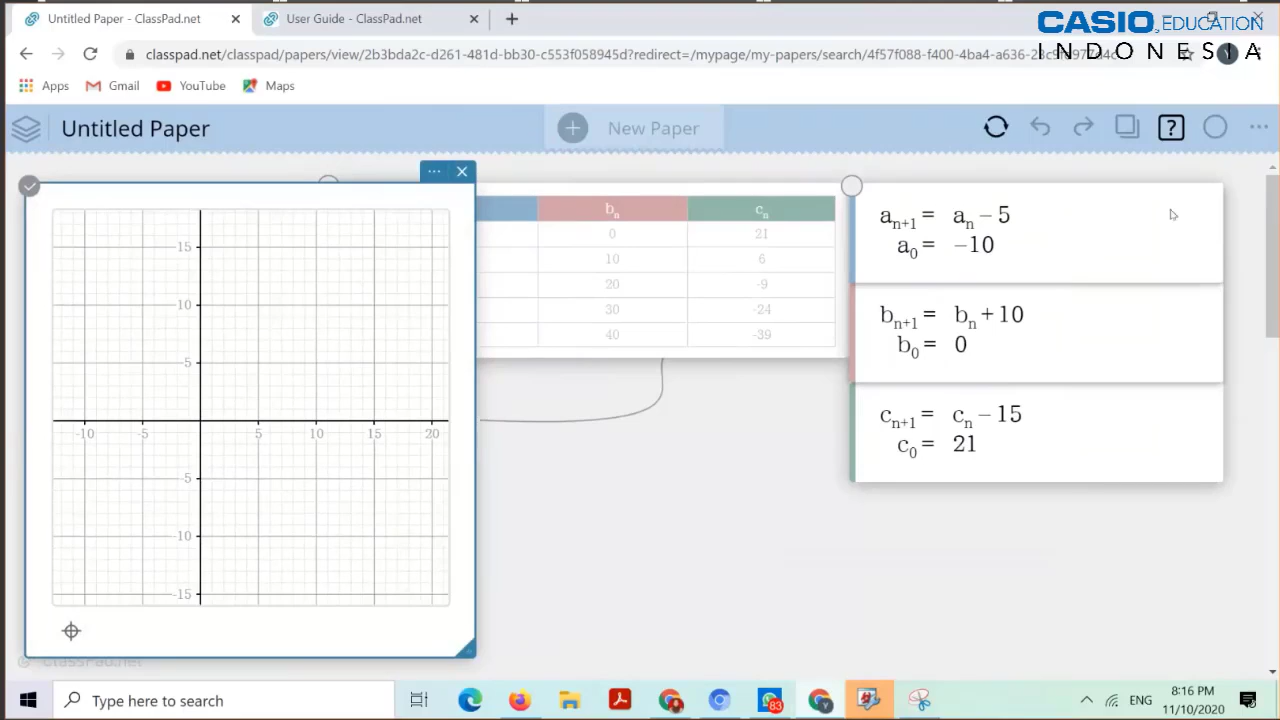 Untitled Paper - ClassPad.net
User Guide - ClassPad.net
CASIO EDUCATION
INDONESIA
classpad.net/classpad/papers/view/2b3bda2c-d261-481d-bb30-c553f058945d?redirect=/mypage/my-papers/search/4f57f088-f400-4ba4-a636-
Apps
Gmail
YouTube
Maps
Untitled Paper
New Paper
?
bn
cn
0
21
10
6
20
-9
30
-24
40
-39
an+1 = an – 5
a0 = –10
bn+1 = bn + 10
b0 = 0
cn+1 = cn – 15
c0 = 21
15
10
5
-10
-5
5
10
15
20
-5
-10
-15
ClassPad.net
Type here to search
83
ENG
8:16 PM
11/10/2020